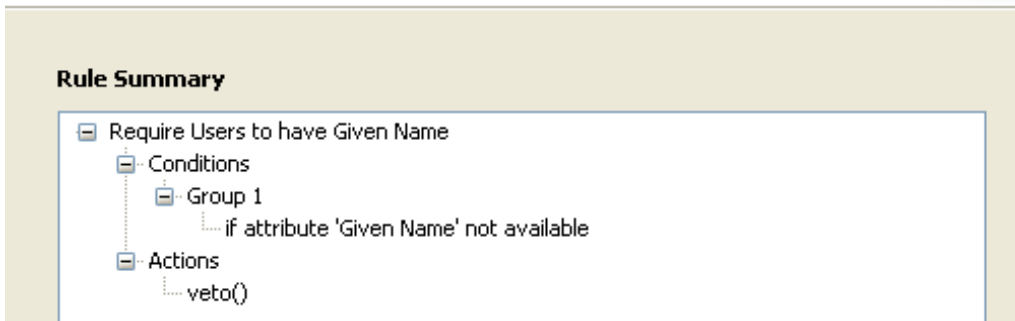 Rule Summary
Require Users to have Given Name
Conditions
Group 1
if attribute 'Given Name' not available
Actions
veto()